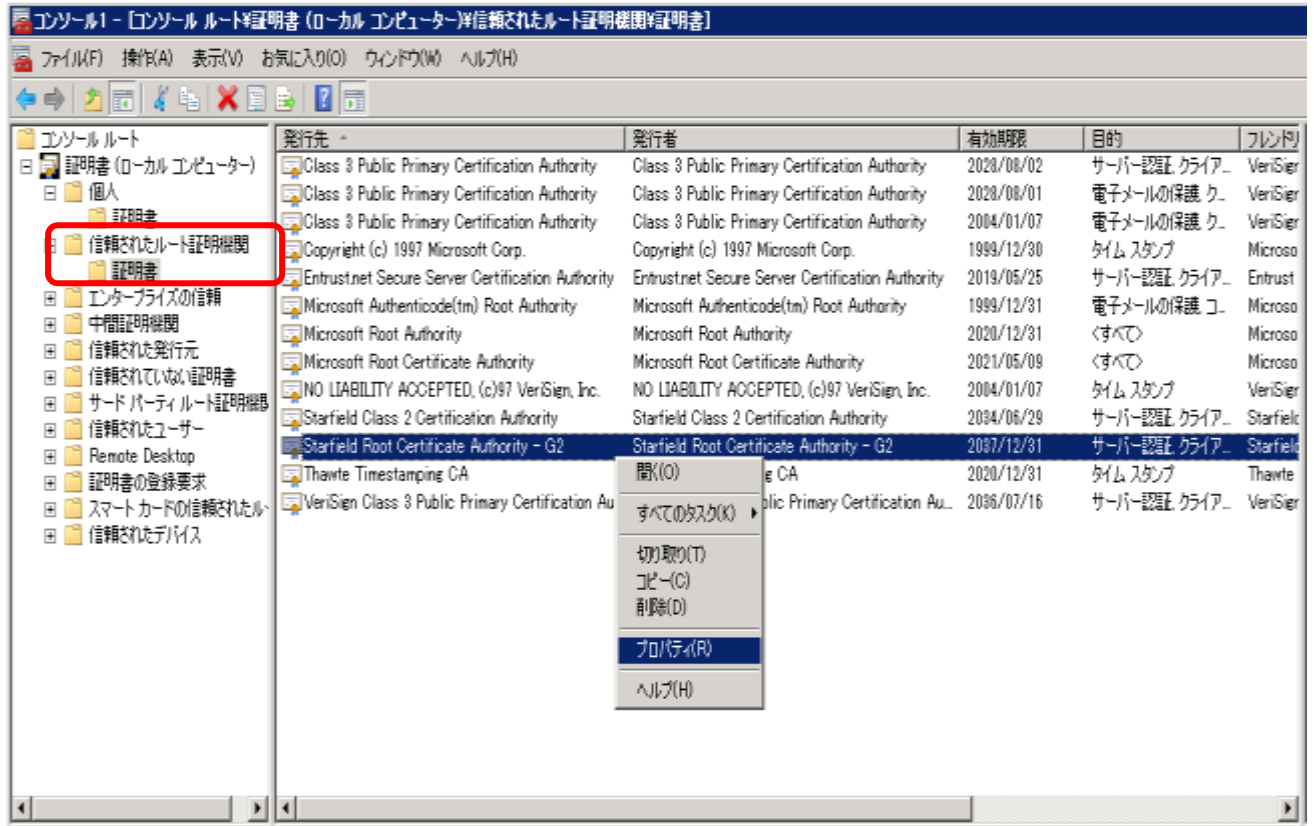 コンソール1 - [コンソール ルート¥証明書 (ローカル コンピューター)¥信頼されたルート証明機関¥証明書]
ファイル(F) 操作(A) 表示(V) お気に入り(O) ウィンドウ(W) ヘルプ(H)
コンソール ルート
証明書 (ローカル コンピューター)
個人
証明書
信頼されたルート証明機関
証明書
エンタープライズの信頼
中間証明機関
信頼された発行元
信頼されていない証明書
サード パーティ ルート証明機関
信頼されたユーザー
Remote Desktop
証明書の登録要求
スマート カードの信頼されたル
信頼されたデバイス
発行先 発行者 有効期限 目的 フレンドリ
Class 3 Public Primary Certification Authority Class 3 Public Primary Certification Authority 2028/08/02 サーバー認証, クライア... VeriSign
Class 3 Public Primary Certification Authority Class 3 Public Primary Certification Authority 2028/08/01 電子メールの保護, ク... VeriSign
Class 3 Public Primary Certification Authority Class 3 Public Primary Certification Authority 2004/01/07 電子メールの保護, ク... VeriSign
Copyright (c) 1997 Microsoft Corp. Copyright (c) 1997 Microsoft Corp. 1999/12/30 タイム スタンプ Microso
Entrust.net Secure Server Certification Authority Entrust.net Secure Server Certification Authority 2019/05/25 サーバー認証, クライア... Entrust
Microsoft Authenticode(tm) Root Authority Microsoft Authenticode(tm) Root Authority 1999/12/31 電子メールの保護, コ... Microso
Microsoft Root Authority Microsoft Root Authority 2020/12/31 <すべて> Microso
Microsoft Root Certificate Authority Microsoft Root Certificate Authority 2021/05/09 <すべて> Microso
NO LIABILITY ACCEPTED, (c)97 VeriSign, Inc. NO LIABILITY ACCEPTED, (c)97 VeriSign, Inc. 2004/01/07 タイム スタンプ VeriSign
Starfield Class 2 Certification Authority Starfield Class 2 Certification Authority 2034/06/29 サーバー認証, クライア... Starfield
Starfield Root Certificate Authority - G2 Starfield Root Certificate Authority - G2 2037/12/31 サーバー認証, クライア... Starfield
Thawte Timestamping CA g CA 2020/12/31 タイム スタンプ Thawte
VeriSign Class 3 Public Primary Certification Au blic Primary Certification Au... 2036/07/16 サーバー認証, クライア... VeriSign
開く(O)
すべてのタスク(K)
切り取り(T)
コピー(C)
削除(D)
プロパティ(R)
ヘルプ(H)